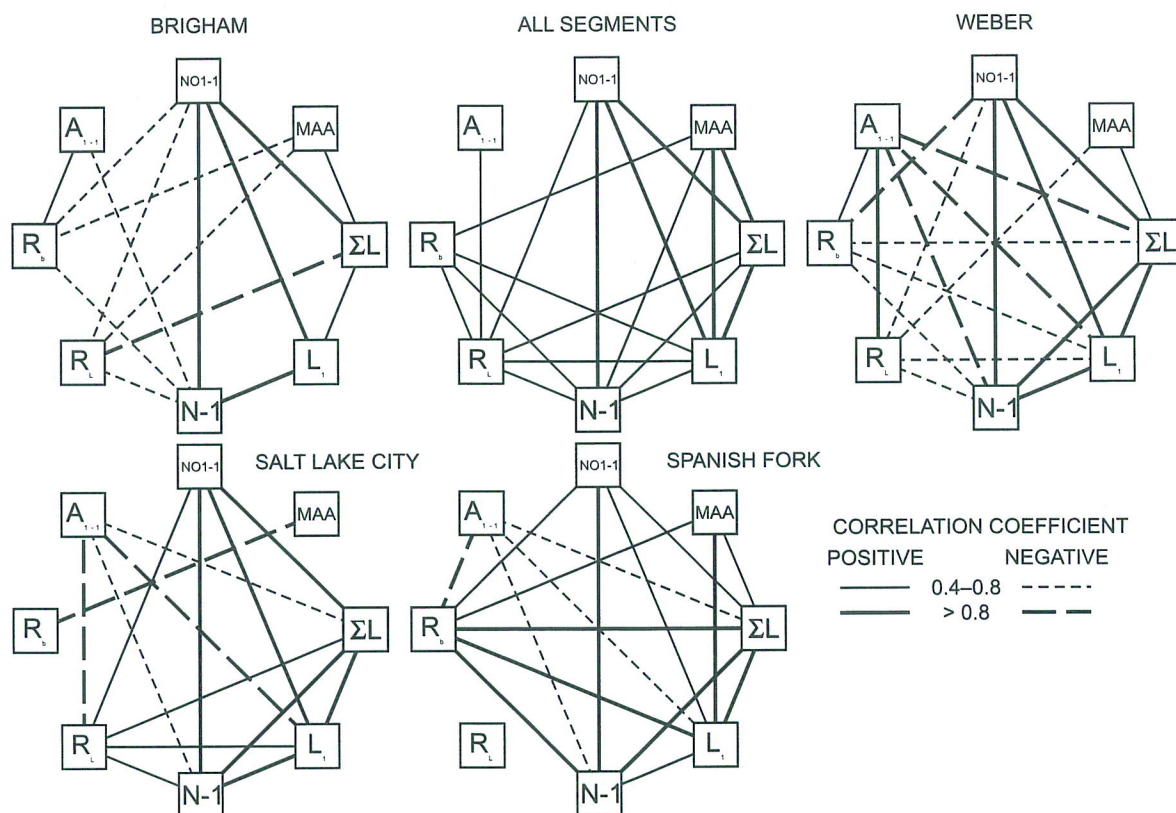 BRIGHAM
NO1-1
A1-1
MAA
Rb
ΣL
RL
L1
N-1
ALL SEGMENTS
NO1-1
A1-1
MAA
Rb
ΣL
RL
L1
N-1
WEBER
NO1-1
A1-1
MAA
Rb
ΣL
RL
L1
N-1
SALT LAKE CITY
NO1-1
A1-1
MAA
Rb
ΣL
RL
L1
N-1
SPANISH FORK
NO1-1
A1-1
MAA
Rb
ΣL
RL
L1
N-1
CORRELATION COEFFICIENT
POSITIVE NEGATIVE
0.4–0.8
> 0.8